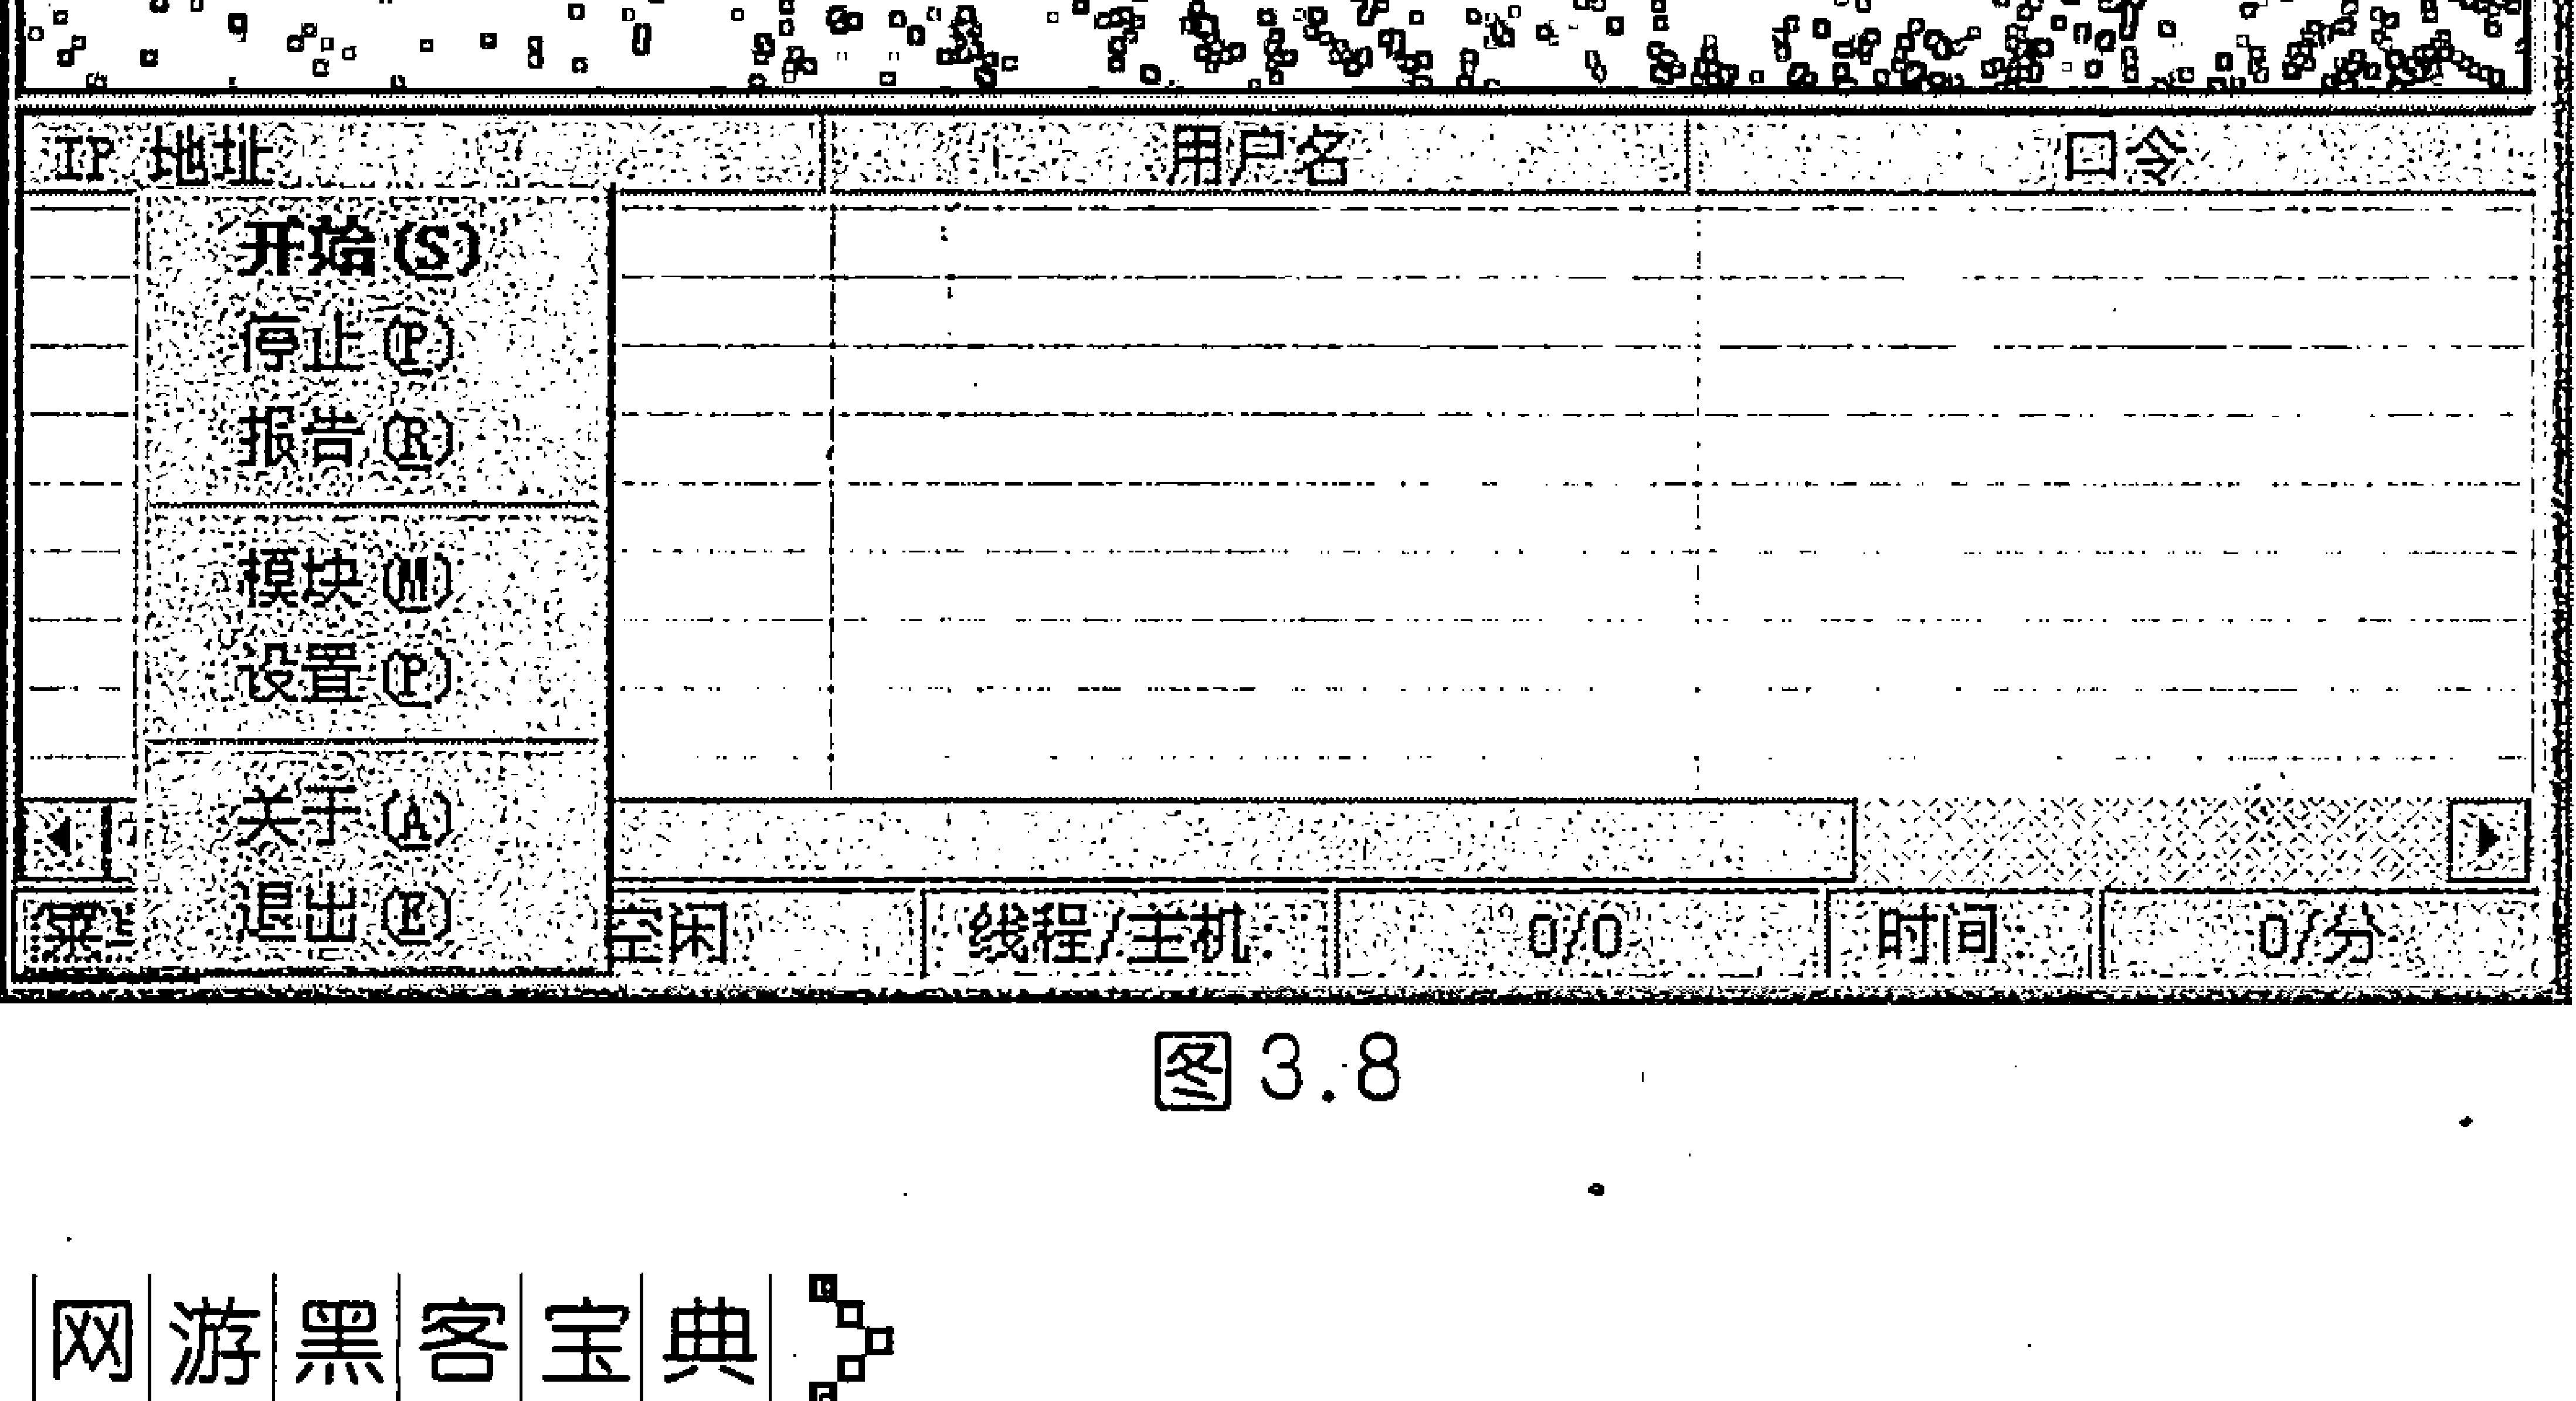 IP 地址 用户名 口令
开始(S)
停止(P)
报告(R)
模块(M)
设置(P)
关于(A)
退出(E)
空闲 线程/主机: 0/0 时间: 0/分
图 3.8
网游黑客宝典